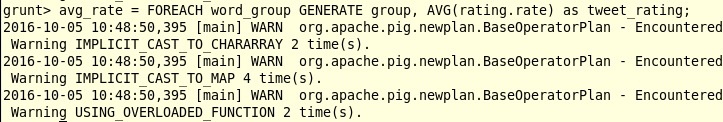 grunt> avg_rate = FOREACH word_group GENERATE group, AVG(rating.rate) as tweet_rating;
2016-10-05 10:48:50,395 [main] WARN  org.apache.pig.newplan.BaseOperatorPlan - Encountered
 Warning IMPLICIT_CAST_TO_CHARARRAY 2 time(s).
2016-10-05 10:48:50,395 [main] WARN  org.apache.pig.newplan.BaseOperatorPlan - Encountered
 Warning IMPLICIT_CAST_TO_MAP 4 time(s).
2016-10-05 10:48:50,395 [main] WARN  org.apache.pig.newplan.BaseOperatorPlan - Encountered
 Warning USING_OVERLOADED_FUNCTION 2 time(s).